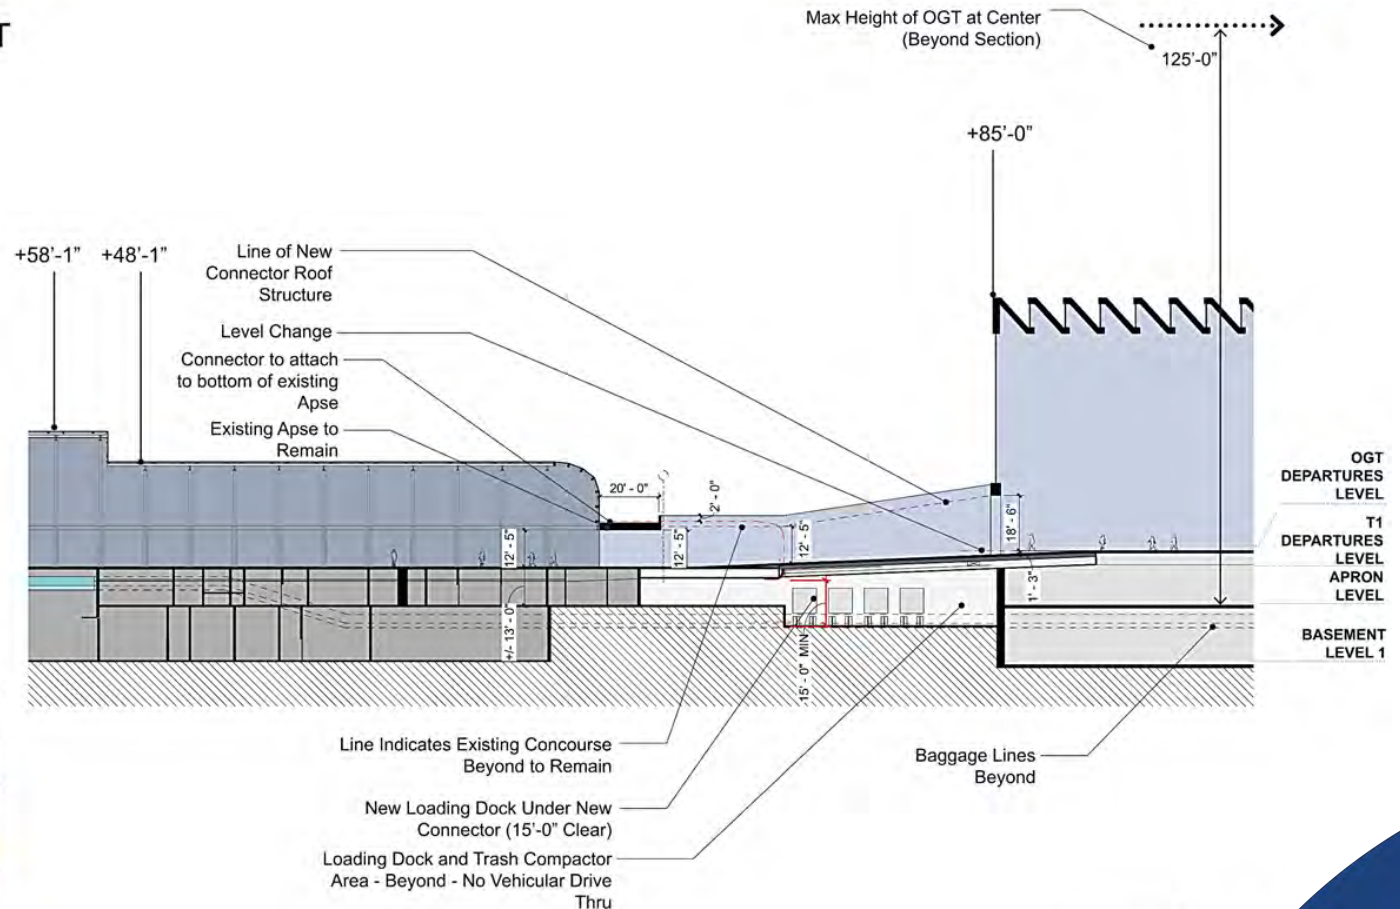 T
Max Height of OGT at Center
(Beyond Section)
125'-0"
+85'-0"
+58'-1"
+48'-1"
Line of New
Connector Roof
Structure
Level Change
Connector to attach
to bottom of existing
Apse
Existing Apse to
Remain
20' - 0"
2' - 0"
12' - 5"
12' - 5"
12' - 5"
18' - 6"
1' - 3"
+/- 13' - 0"
15' - 0" MIN
OGT
DEPARTURES
LEVEL
T1
DEPARTURES
LEVEL
APRON
LEVEL
BASEMENT
LEVEL 1
Line Indicates Existing Concourse
Beyond to Remain
New Loading Dock Under New
Connector (15'-0" Clear)
Loading Dock and Trash Compactor
Area - Beyond - No Vehicular Drive
Thru
Baggage Lines
Beyond